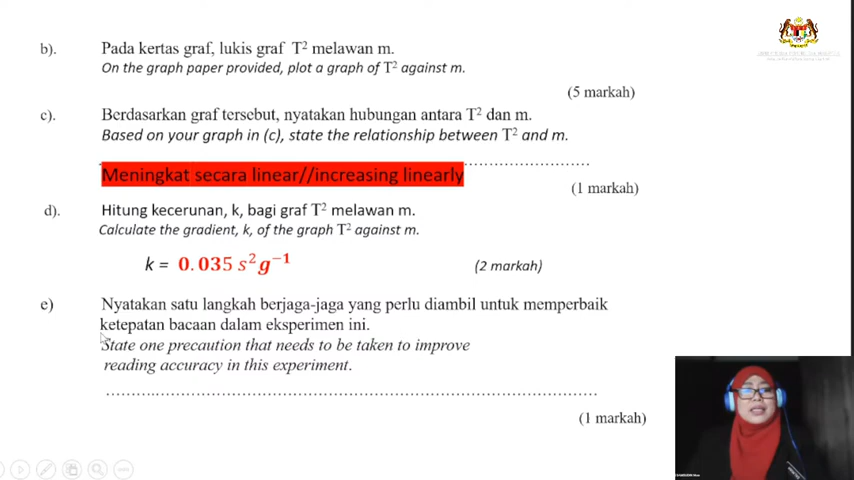 b). Pada kertas graf, lukis graf T² melawan m.
On the graph paper provided, plot a graph of T² against m.
(5 markah)
c). Berdasarkan graf tersebut, nyatakan hubungan antara T² dan m.
Based on your graph in (c), state the relationship between T² and m.
Meningkat secara linear//increasing linearly
(1 markah)
d). Hitung kecerunan, k, bagi graf T² melawan m.
Calculate the gradient, k, of the graph T² against m.
k = 0.035 s²g⁻¹ (2 markah)
e) Nyatakan satu langkah berjaga-jaga yang perlu diambil untuk memperbaik
ketepatan bacaan dalam eksperimen ini.
State one precaution that needs to be taken to improve
reading accuracy in this experiment.
(1 markah)